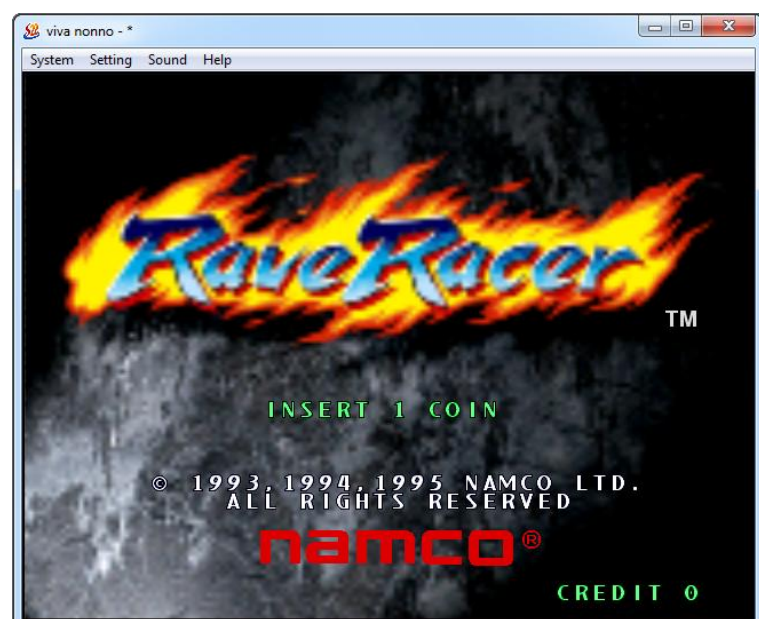 viva nonno - *
System Setting Sound Help
Rave Racer
TM
INSERT 1 COIN
© 1993,1994,1995 NAMCO LTD.
ALL RIGHTS RESERVED
namco®
CREDIT 0